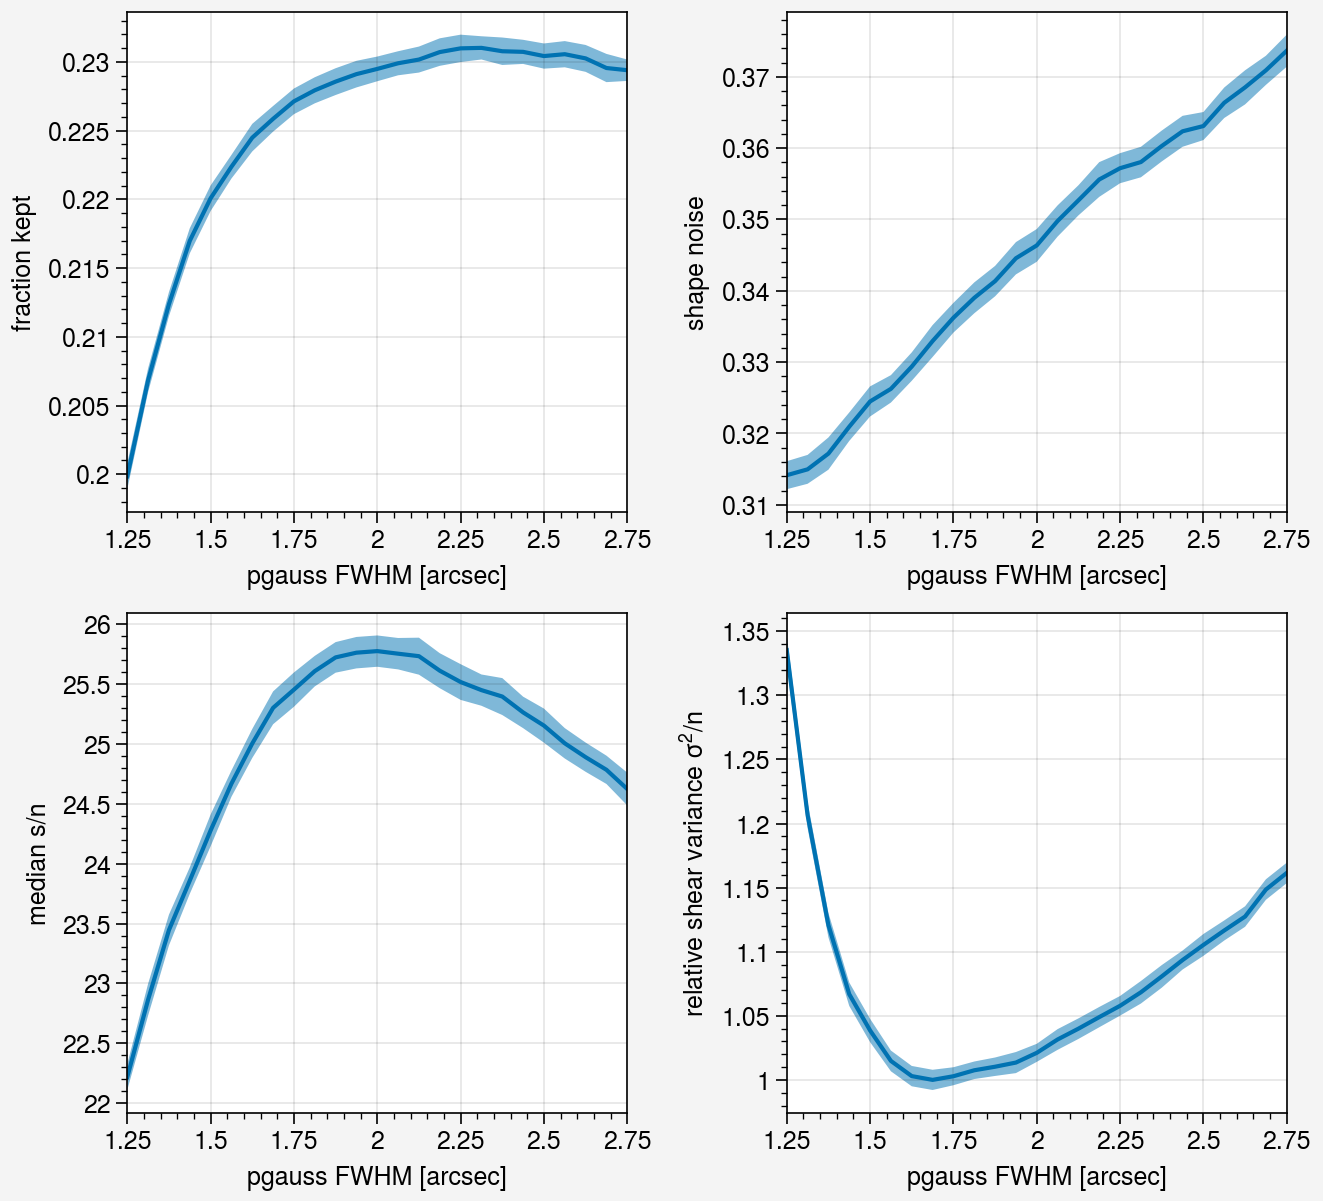 fraction kept
0.23
0.225
0.22
0.215
0.21
0.205
0.2
1.25 1.5 1.75 2 2.25 2.5 2.75
pgauss FWHM [arcsec]
shape noise
0.37
0.36
0.35
0.34
0.33
0.32
0.31
1.25 1.5 1.75 2 2.25 2.5 2.75
pgauss FWHM [arcsec]
median s/n
26
25.5
25
24.5
24
23.5
23
22.5
22
1.25 1.5 1.75 2 2.25 2.5 2.75
pgauss FWHM [arcsec]
relative shear variance σ²/n
1.35
1.3
1.25
1.2
1.15
1.1
1.05
1
1.25 1.5 1.75 2 2.25 2.5 2.75
pgauss FWHM [arcsec]